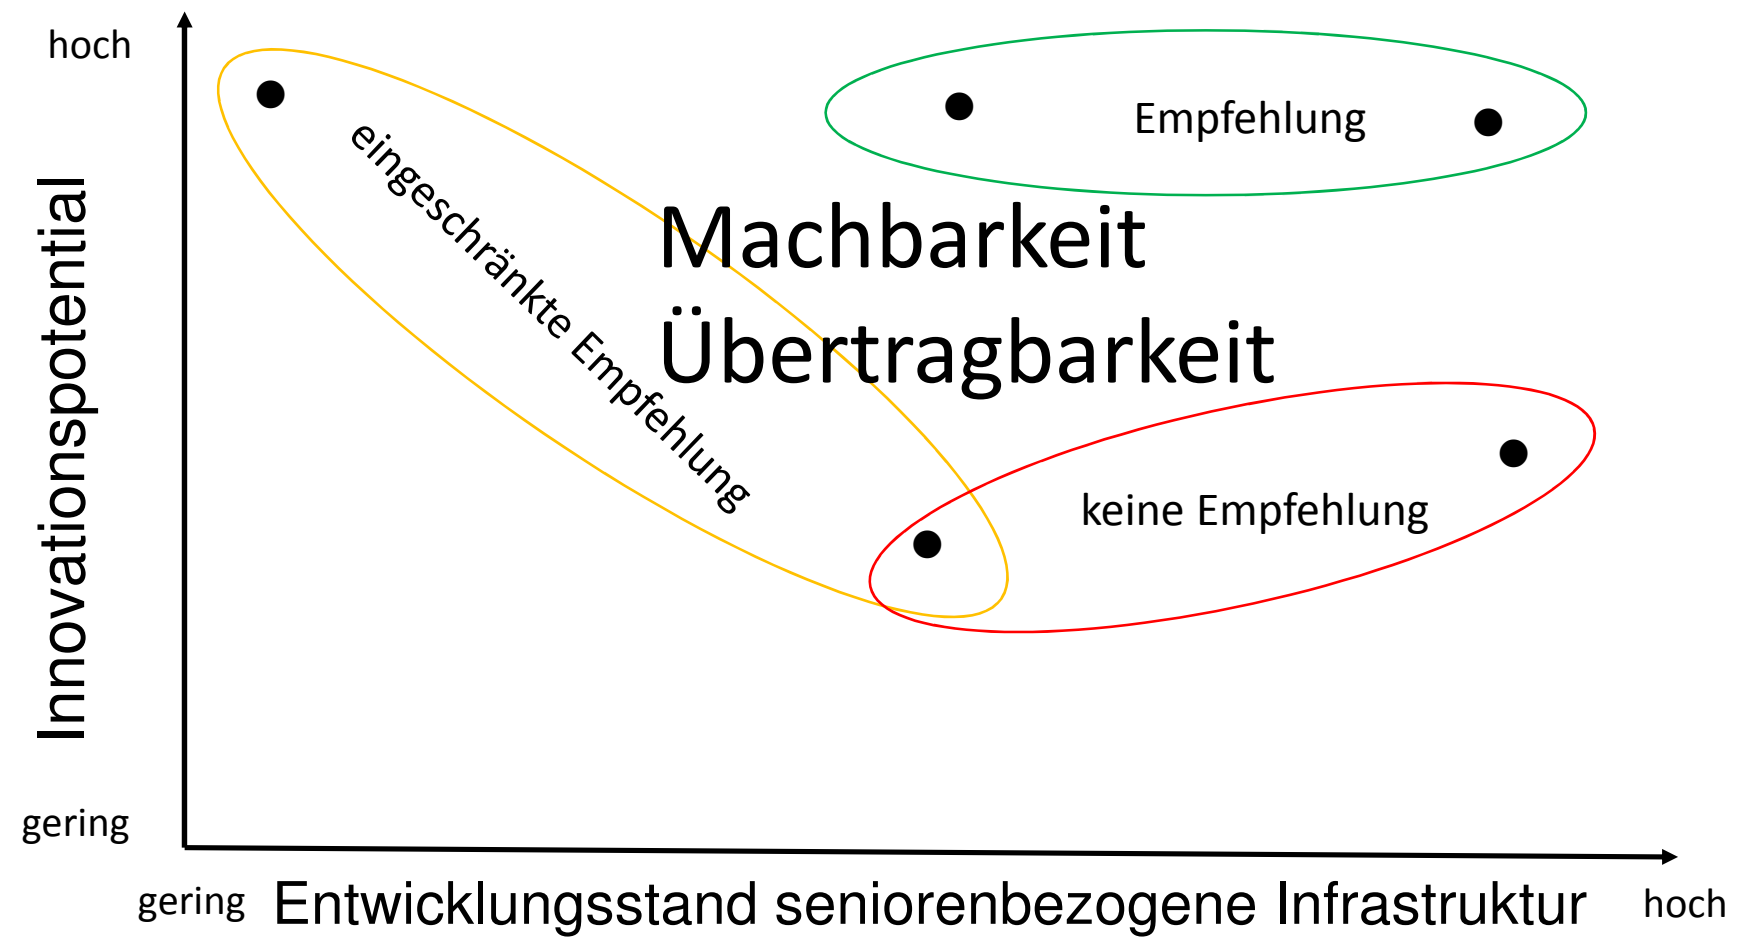 hoch
Empfehlung
eingeschränkte Empfehlung
Machbarkeit
Übertragbarkeit
Innovationspotential
keine Empfehlung
gering
gering
Entwicklungsstand seniorenbezogene Infrastruktur
hoch